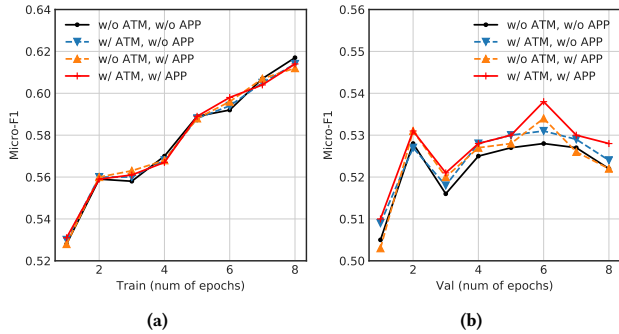 0.64
0.62
0.60
0.58
0.56
0.54
0.52
Micro-F1
w/o ATM, w/o APP
w/ ATM, w/o APP
w/o ATM, w/ APP
w/ ATM, w/ APP
2 4 6 8
Train (num of epochs)
(a)
0.56
0.55
0.54
0.53
0.52
0.51
0.50
Micro-F1
w/o ATM, w/o APP
w/ ATM, w/o APP
w/o ATM, w/ APP
w/ ATM, w/ APP
2 4 6 8
Val (num of epochs)
(b)